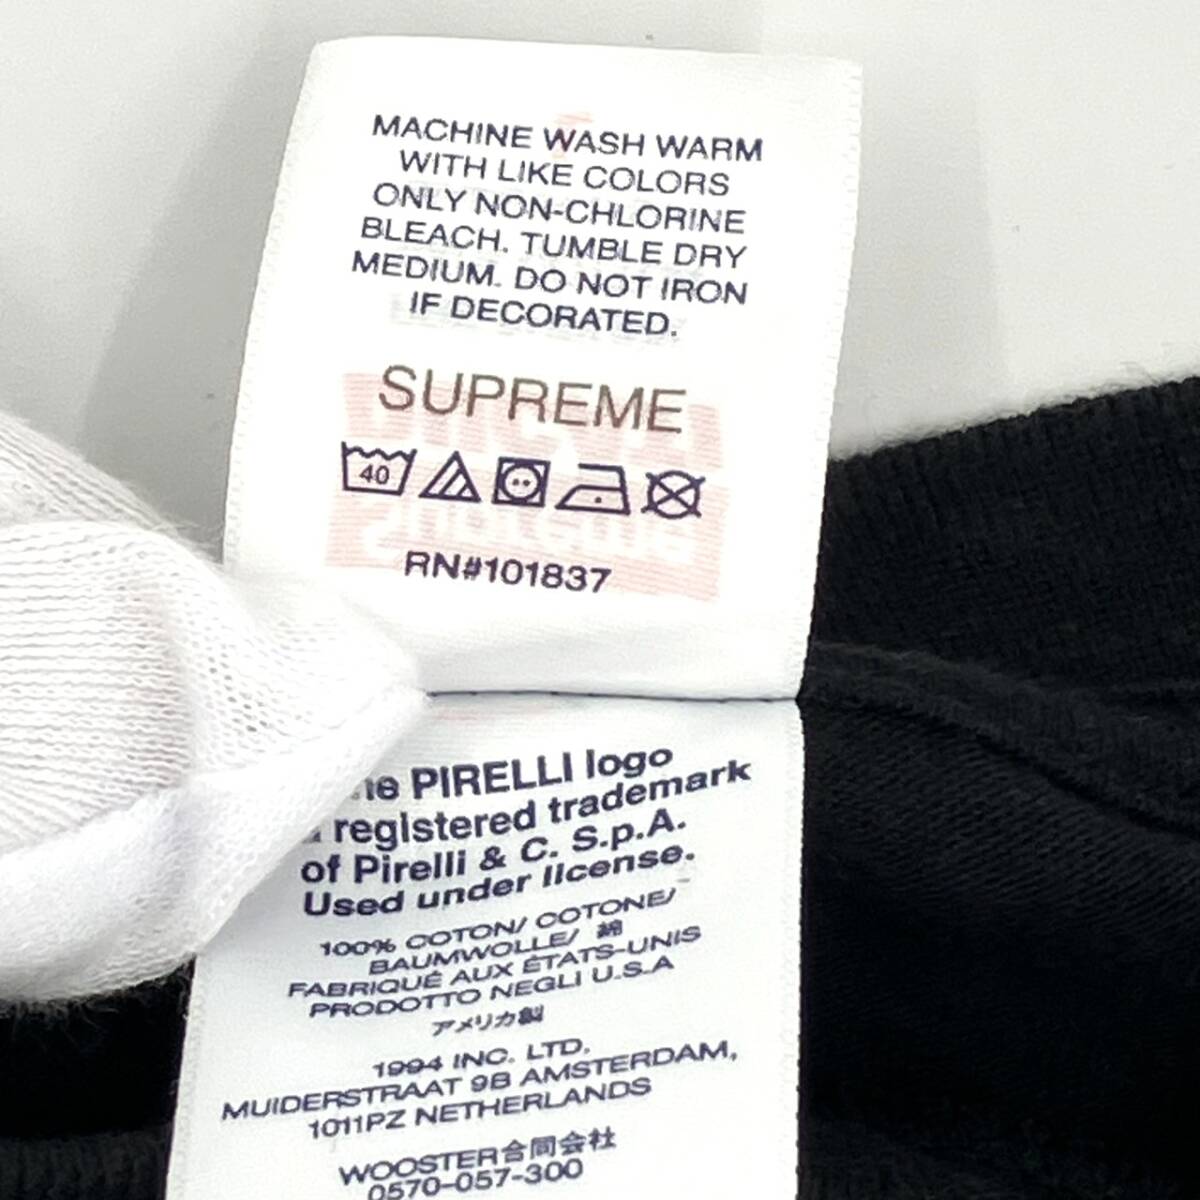 MACHINE WASH WARM
WITH LIKE COLORS
ONLY NON-CHLORINE
BLEACH. TUMBLE DRY
MEDIUM. DO NOT IRON
IF DECORATED.
SUPREME
40
RN#101837
PIRELLI logo
registered trademark
of Pirelli & C. S.p.A.
Used under license.
100% COTON/ COTONE/
BAUMWOLLE/ 綿
FABRIQUÉ AUX ÉTATS-UNIS
PRODOTTO NEGLI U.S.A
アメリカ製
1994 INC. LTD.
MUIDERSTRAAT 9B AMSTERDAM,
1011PZ NETHERLANDS
WOOSTER合同会社
0570-057-300